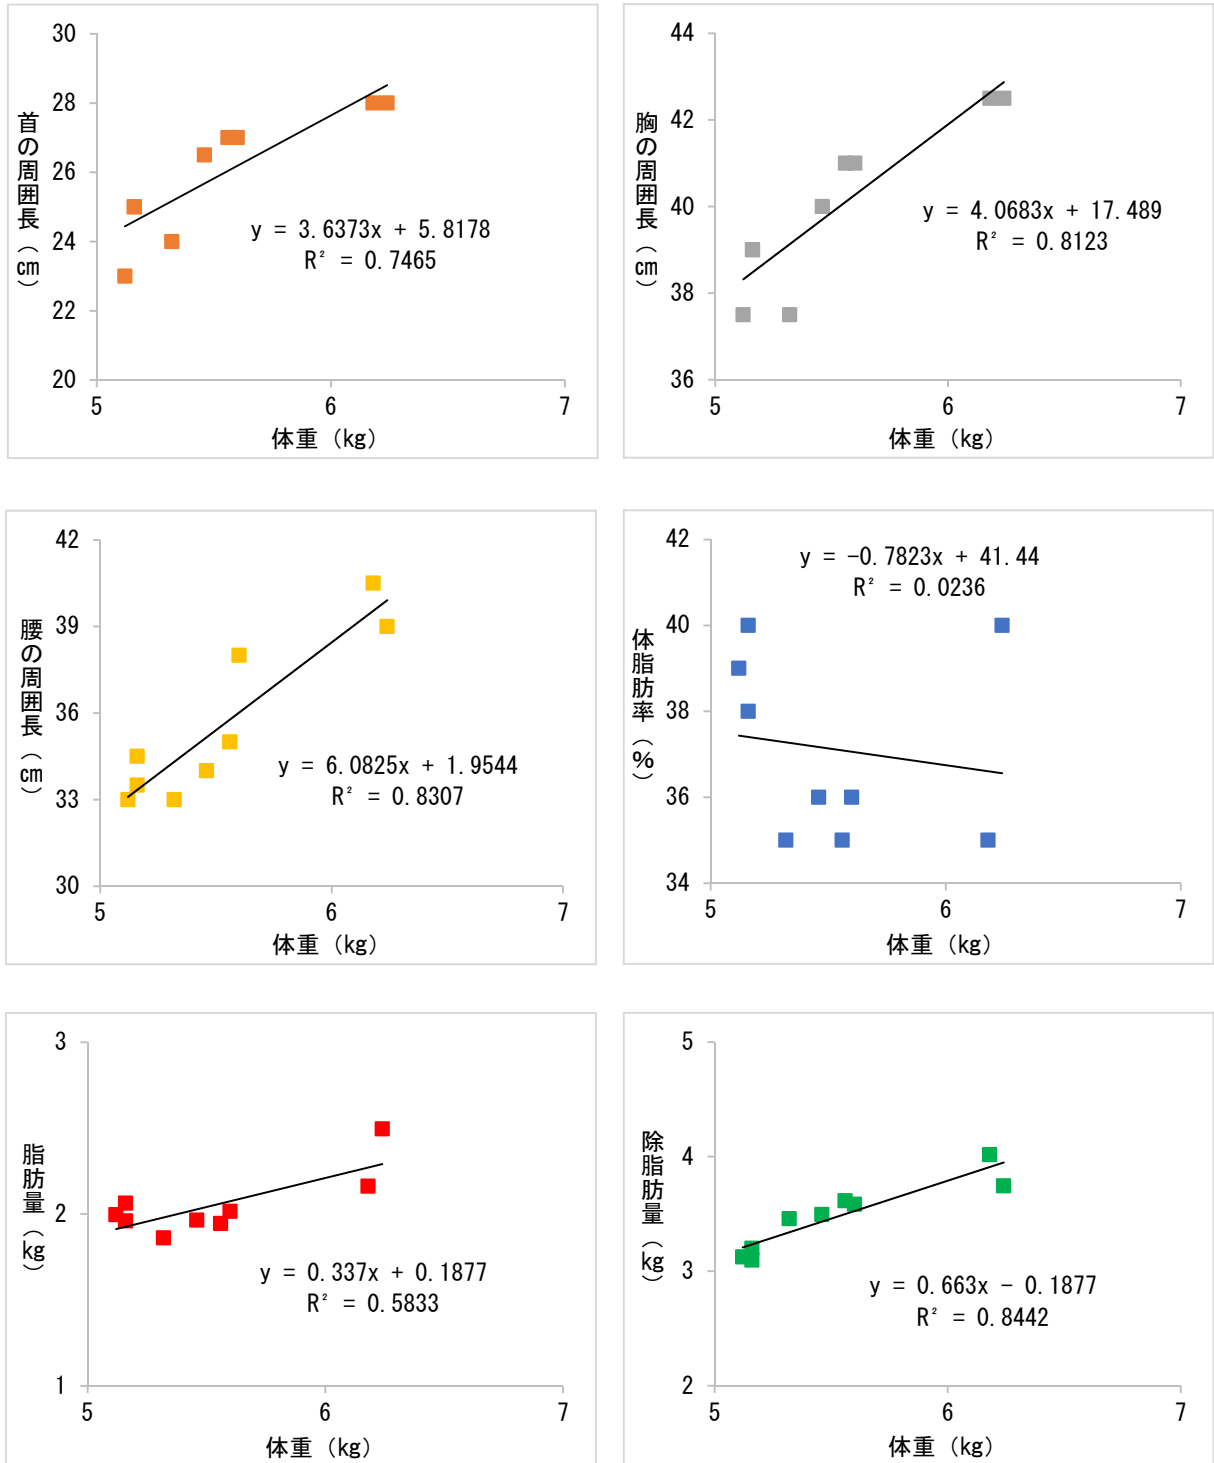 30
28
26
24
22
20
首の周囲長（cm）
y = 3.6373x + 5.8178
R² = 0.7465
5 6 7
体重（kg）
44
42
40
38
36
胸の周囲長（cm）
y = 4.0683x + 17.489
R² = 0.8123
5 6 7
体重（kg）
42
39
36
33
30
腰の周囲長（cm）
y = 6.0825x + 1.9544
R² = 0.8307
5 6 7
体重（kg）
42
40
38
36
34
体脂肪率（%）
y = -0.7823x + 41.44
R² = 0.0236
5 6 7
体重（kg）
3
2
1
脂肪量（kg）
y = 0.337x + 0.1877
R² = 0.5833
5 6 7
体重（kg）
5
4
3
2
除脂肪量（kg）
y = 0.663x - 0.1877
R² = 0.8442
5 6 7
体重（kg）